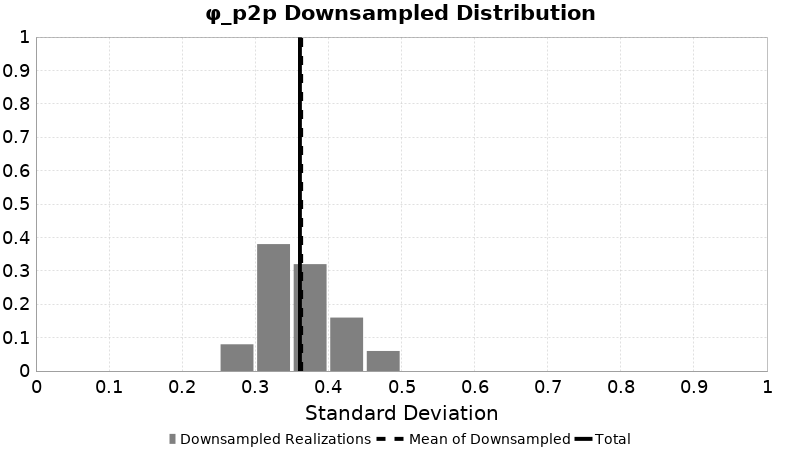 φ_p2p Downsampled Distribution
1
0.9
0.8
0.7
0.6
0.5
0.4
0.3
0.2
0.1
0
0 0.1 0.2 0.3 0.4 0.5 0.6 0.7 0.8 0.9 1
Standard Deviation
Downsampled Realizations Mean of Downsampled Total